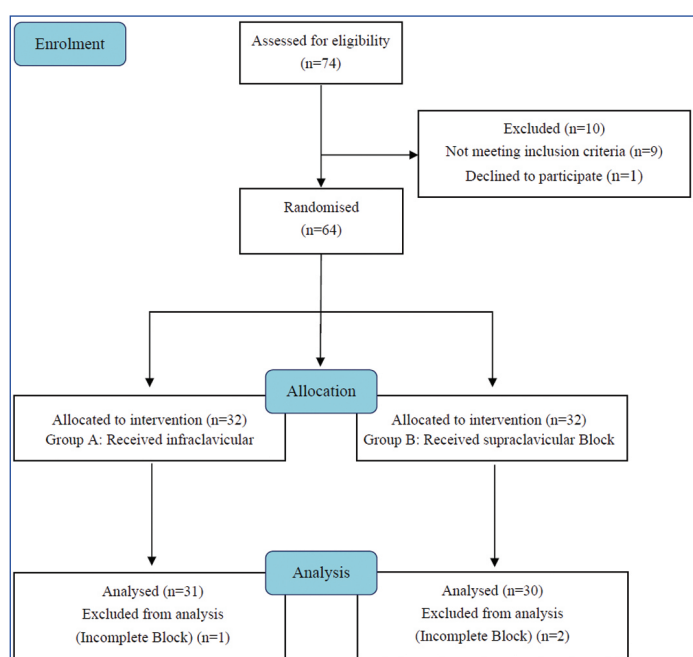 Enrolment
Assessed for eligibility
(n=74)
Excluded (n=10)
Not meeting inclusion criteria (n=9)
Declined to participate (n=1)
Randomised
(n=64)
Allocation
Allocated to intervention (n=32)
Group A: Received infraclavicular
Allocated to intervention (n=32)
Group B: Received supraclavicular Block
Analysis
Analysed (n=31)
Excluded from analysis
(Incomplete Block) (n=1)
Analysed (n=30)
Excluded from analysis
(Incomplete Block) (n=2)